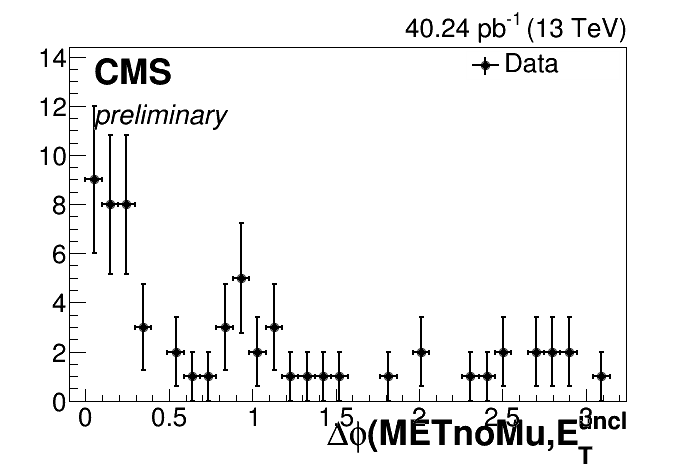 40.24 pb-1 (13 TeV)
CMS
preliminary
Data
14
12
10
8
6
4
2
0
0 0.5 1 1.5 2 2.5 3
Δϕ(METnoMu,E_T^uncl